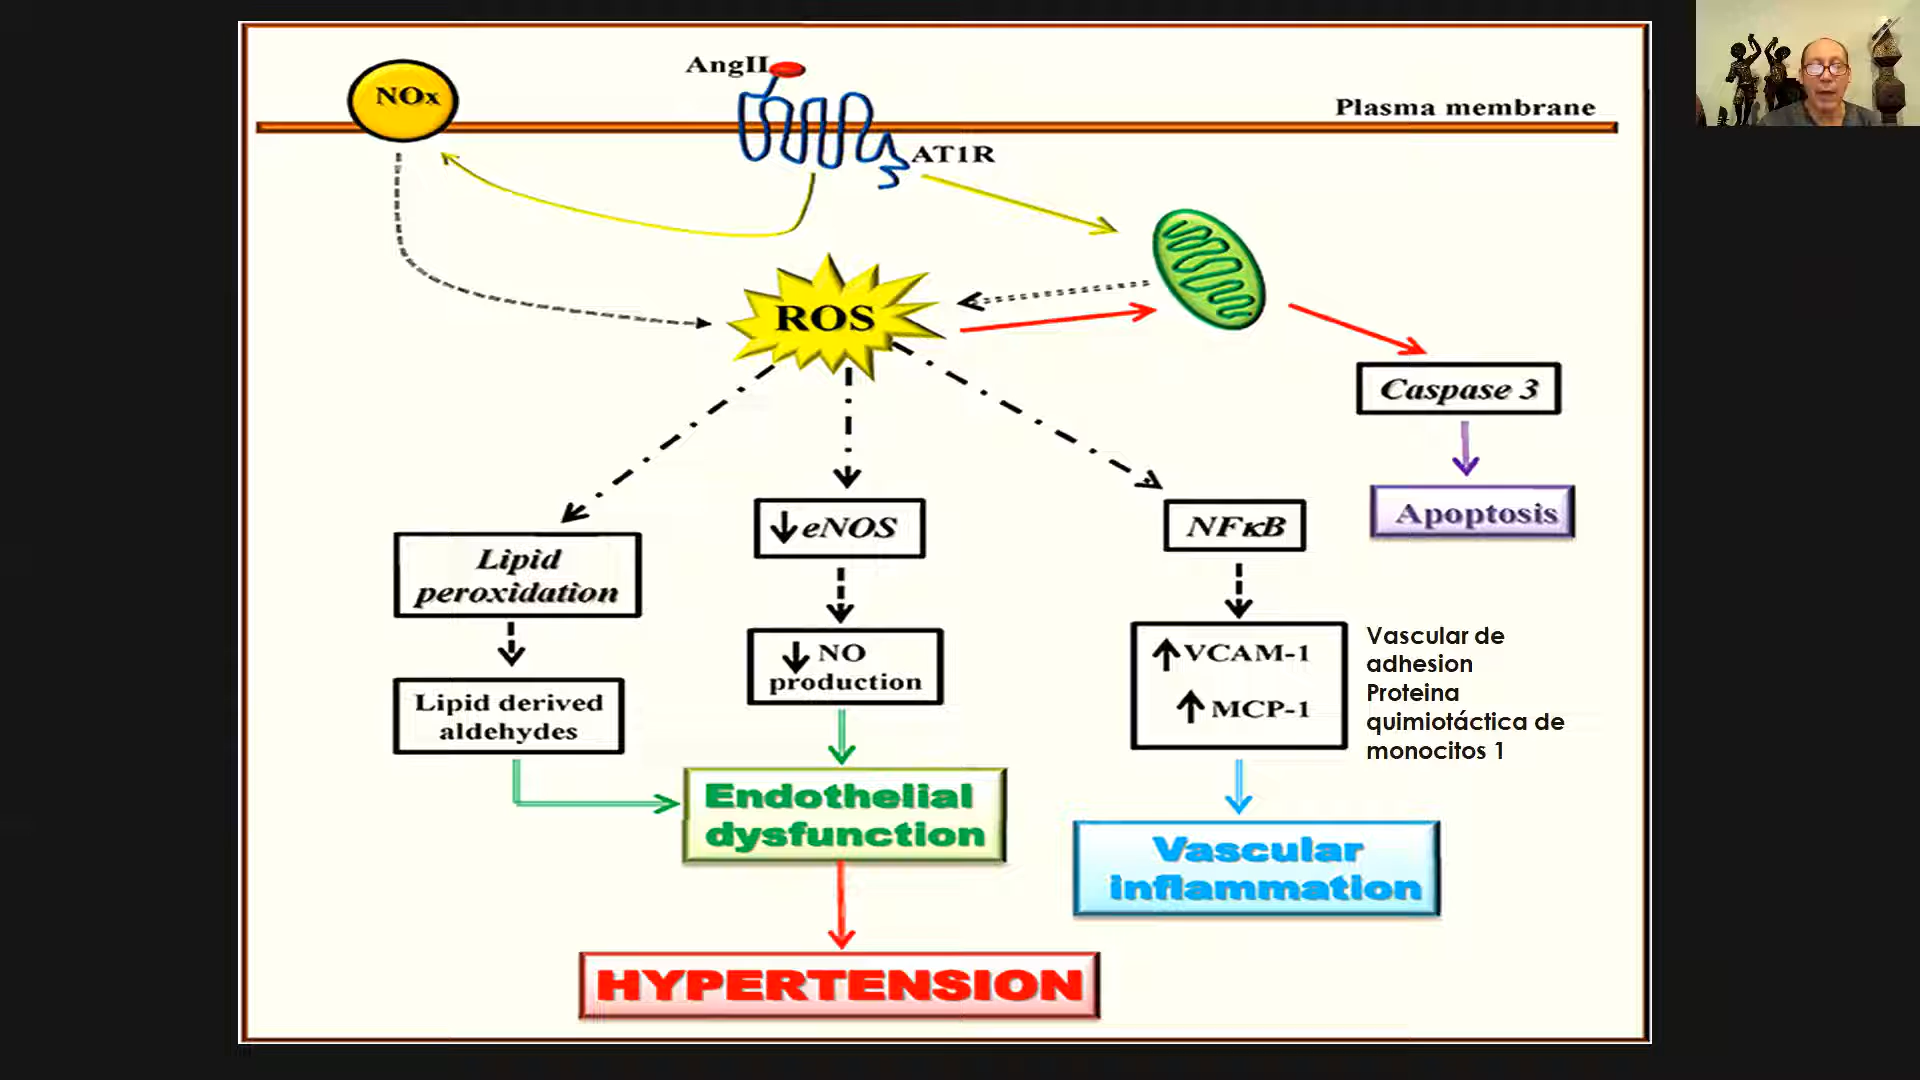 AngII
NOx
Plasma membrane
AT1R
ROS
Caspase 3
Apoptosis
Lipid
peroxidation
↓ eNOS
NFκB
Lipid derived
aldehydes
↓ NO
production
↑ VCAM-1
↑ MCP-1
Vascular de
adhesion
Proteina
quimiotáctica de
monocitos 1
Endothelial
dysfunction
Vascular
inflammation
HYPERTENSION